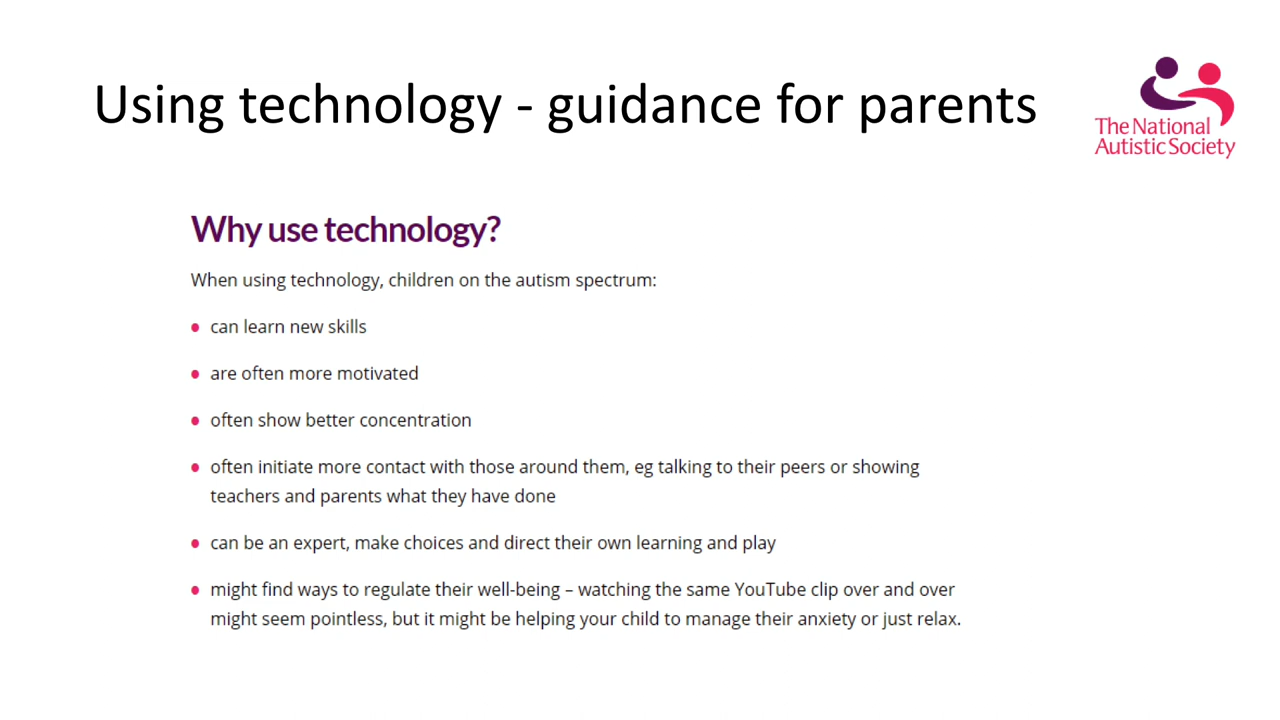 Using technology - guidance for parents
The National
Autistic Society
Why use technology?
When using technology, children on the autism spectrum:
• can learn new skills
• are often more motivated
• often show better concentration
• often initiate more contact with those around them, eg talking to their peers or showing
teachers and parents what they have done
• can be an expert, make choices and direct their own learning and play
• might find ways to regulate their well-being – watching the same YouTube clip over and over
might seem pointless, but it might be helping your child to manage their anxiety or just relax.